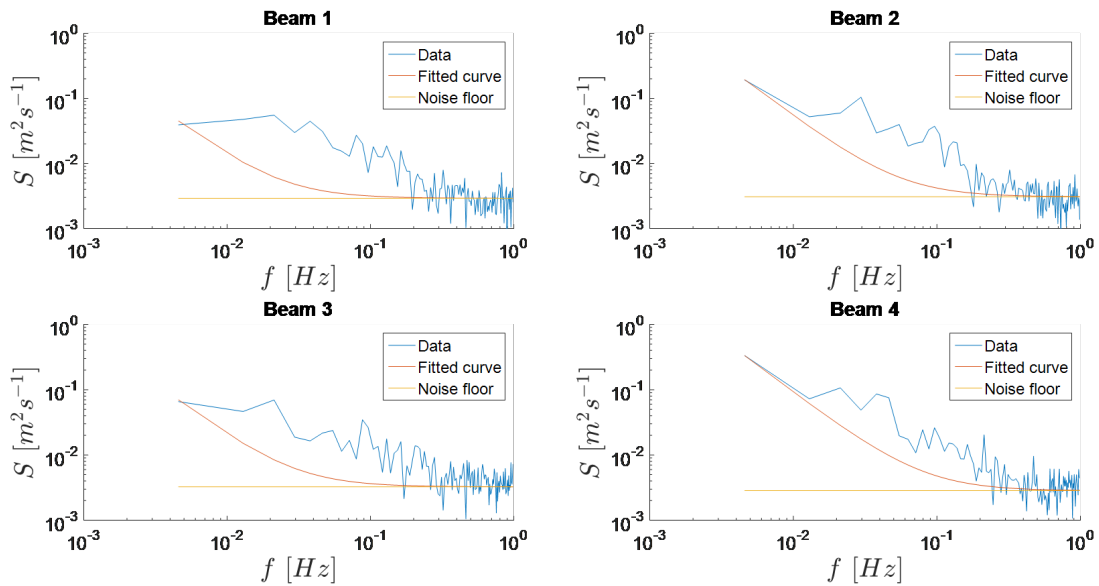 Beam 1
10^0
10^-1
10^-2
10^-3
S [m^2 s^-1]
Data
Fitted curve
Noise floor
10^-3 10^-2 10^-1 10^0
f [Hz]
Beam 2
10^0
10^-1
10^-2
10^-3
S [m^2 s^-1]
Data
Fitted curve
Noise floor
10^-3 10^-2 10^-1 10^0
f [Hz]
Beam 3
10^0
10^-1
10^-2
10^-3
S [m^2 s^-1]
Data
Fitted curve
Noise floor
10^-3 10^-2 10^-1 10^0
f [Hz]
Beam 4
10^0
10^-1
10^-2
10^-3
S [m^2 s^-1]
Data
Fitted curve
Noise floor
10^-3 10^-2 10^-1 10^0
f [Hz]